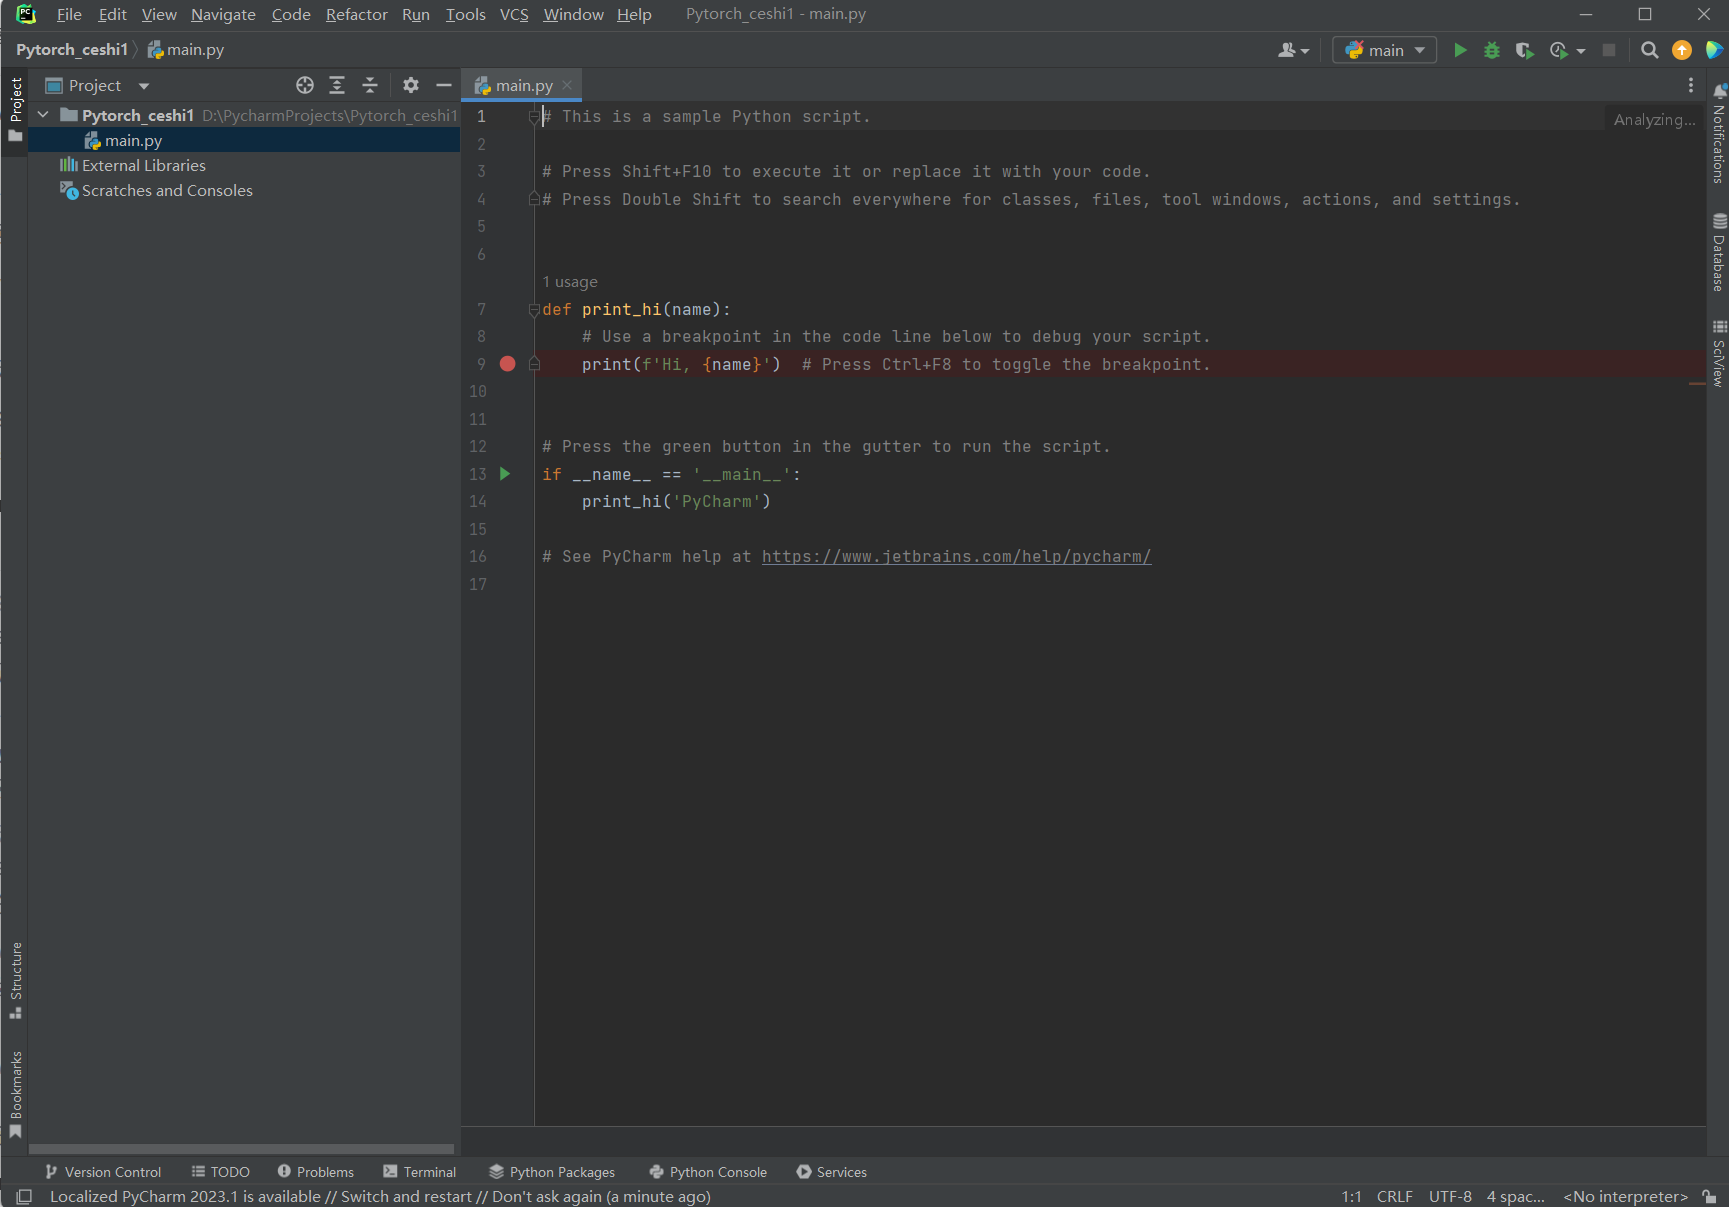 PC File Edit View Navigate Code Refactor Run Tools VCS Window Help Pytorch_ceshi1 - main.py
Pytorch_ceshi1 main.py main
Project
Project
main.py
Pytorch_ceshi1 D:\PycharmProjects\Pytorch_ceshi1
main.py
External Libraries
Scratches and Consoles
Analyzing...
1 # This is a sample Python script.
2
3 # Press Shift+F10 to execute it or replace it with your code.
4 # Press Double Shift to search everywhere for classes, files, tool windows, actions, and settings.
5
6
1 usage
7 def print_hi(name):
8 # Use a breakpoint in the code line below to debug your script.
9 print(f'Hi, {name}') # Press Ctrl+F8 to toggle the breakpoint.
10
11
12 # Press the green button in the gutter to run the script.
13 if __name__ == '__main__':
14 print_hi('PyCharm')
15
16 # See PyCharm help at https://www.jetbrains.com/help/pycharm/
17
Notifications
Database
SciView
Structure
Bookmarks
Version Control TODO Problems Terminal Python Packages Python Console Services
Localized PyCharm 2023.1 is available // Switch and restart // Don't ask again (a minute ago) 1:1 CRLF UTF-8 4 spac... <No interpreter>